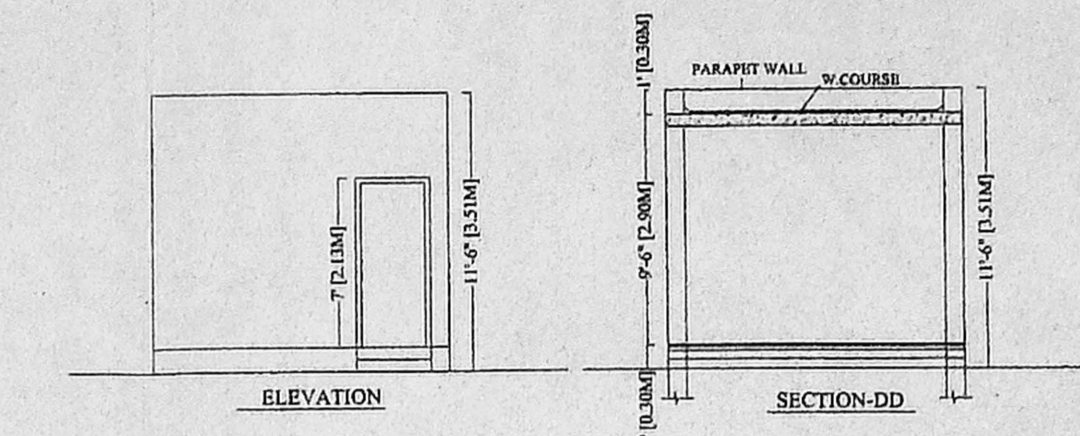 7' [2.13M]
11'-6" [3.51M]
ELEVATION
1' [0.30M]
PARAPET WALL
W.COURSE
9'-6" [2.90M]
11'-6" [3.51M]
[0.30M]
SECTION-DD